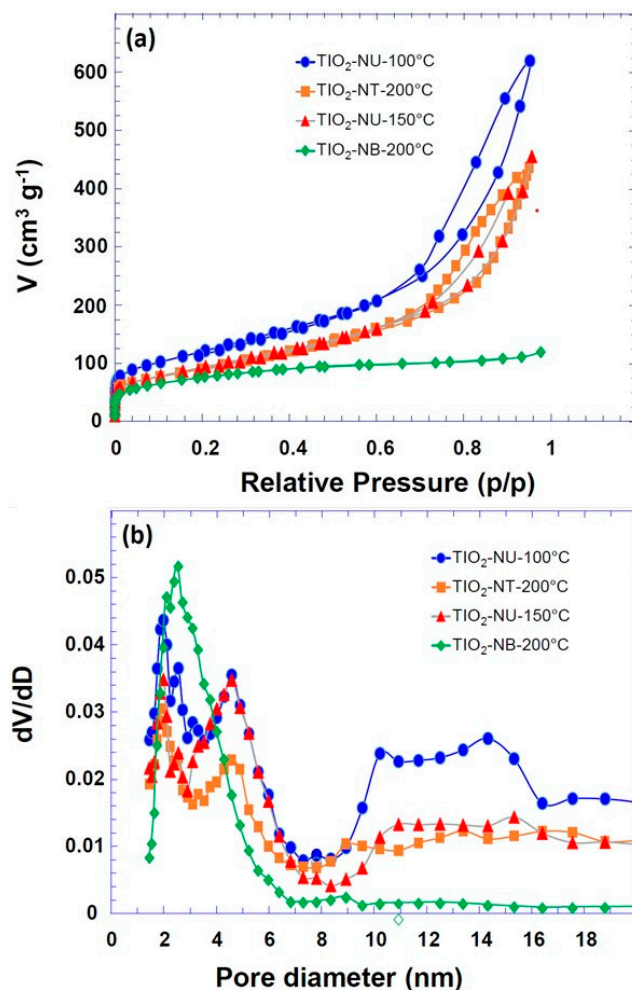 (a)
TIO₂-NU-100°C
TIO₂-NT-200°C
TIO₂-NU-150°C
TIO₂-NB-200°C
600
500
400
300
200
100
0
V (cm³ g⁻¹)
0 0.2 0.4 0.6 0.8 1
Relative Pressure (p/p)
(b)
TIO₂-NU-100°C
TIO₂-NT-200°C
TIO₂-NU-150°C
TIO₂-NB-200°C
0.05
0.04
0.03
0.02
0.01
0
dV/dD
0 2 4 6 8 10 12 14 16 18
Pore diameter (nm)